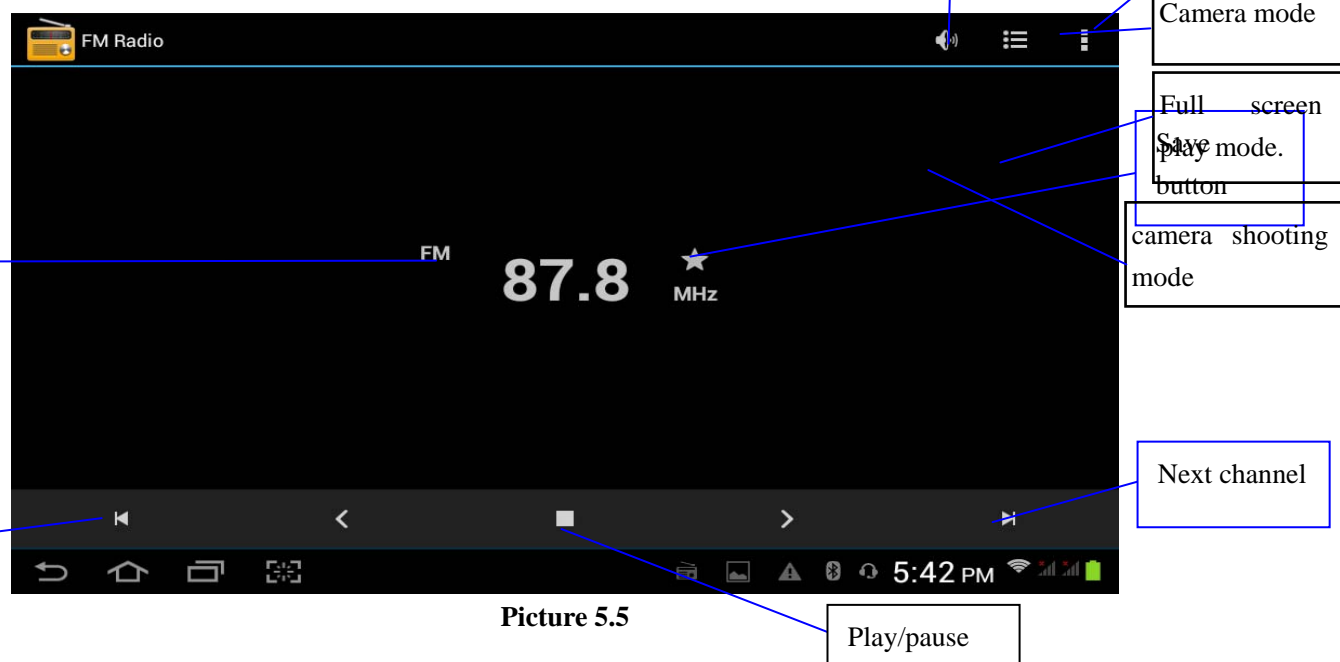 Camera mode
FM Radio
Full screen
play mode.
Save
button
camera shooting
mode
FM
87.8
MHz
Next channel
5:42 PM
Picture 5.5
Play/pause